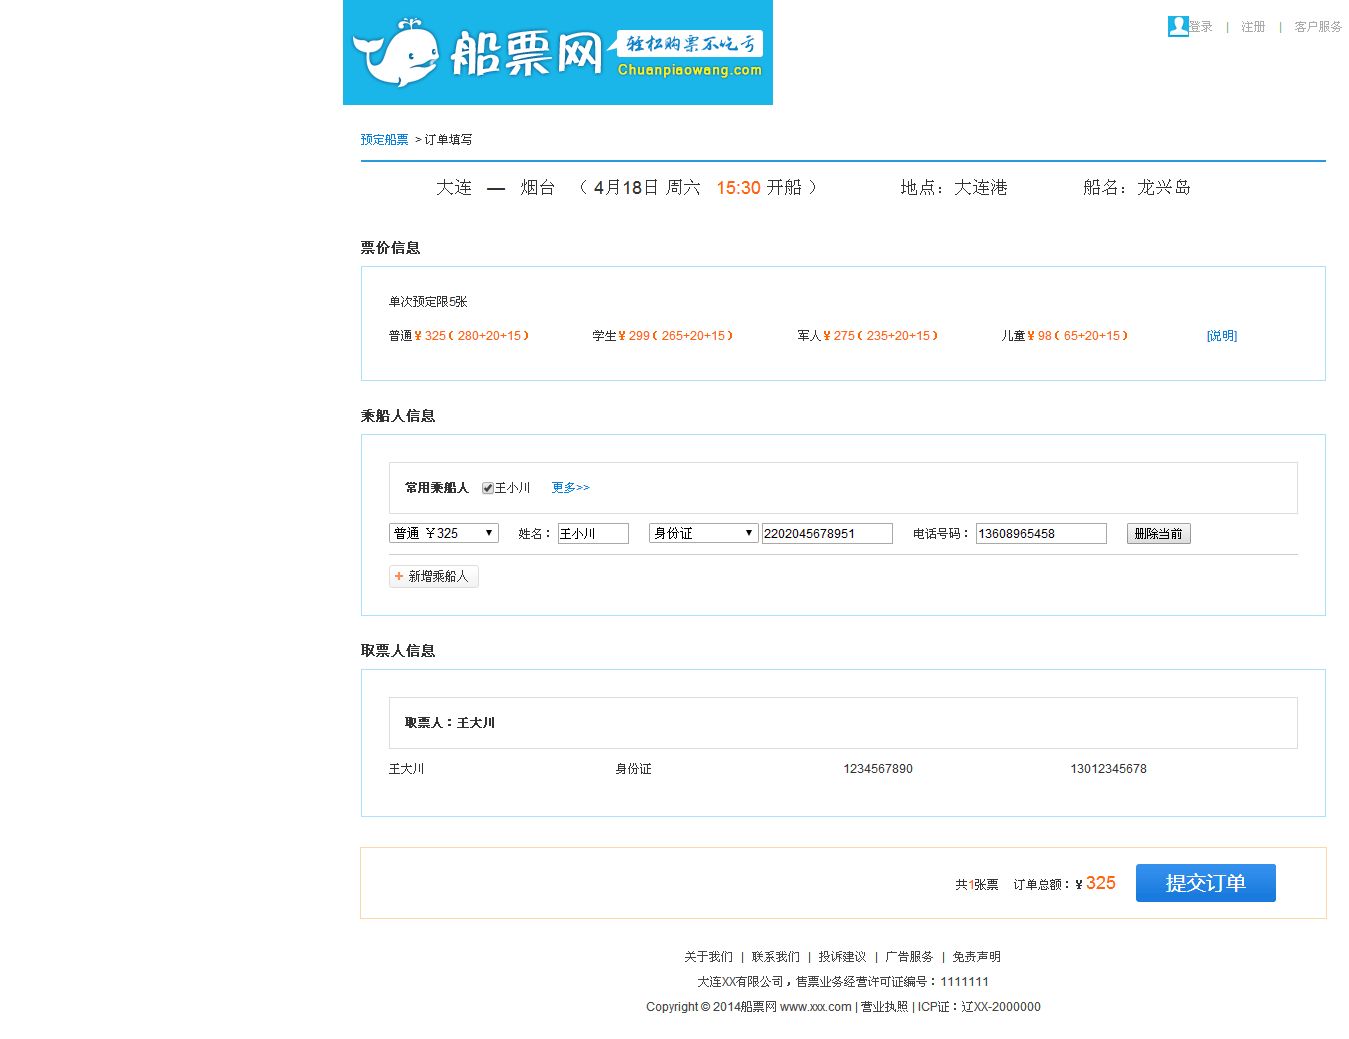 船票网 轻松购票不吃亏
Chuanpiaowang.com
登录 | 注册 | 客户服务
预定船票 > 订单填写
大连 — 烟台 （ 4月18日 周六 15:30 开船 ） 地点：大连港 船名：龙兴岛
票价信息
单次预定限5张
普通￥325（280+20+15） 学生￥299（265+20+15） 军人￥275（235+20+15） 儿童￥98（65+20+15） [说明]
乘船人信息
常用乘船人 王小川 更多>>
普通 ￥325 姓名： 王小川 身份证 2202045678951 电话号码： 13608965458 删除当前
+ 新增乘船人
取票人信息
取票人：王大川
王大川 身份证 1234567890 13012345678
共1张票 订单总额：￥325 提交订单
关于我们 | 联系我们 | 投诉建议 | 广告服务 | 免责声明
大连XX有限公司，售票业务经营许可证编号：1111111
Copyright © 2014船票网 www.xxx.com | 营业执照 | ICP证：辽XX-2000000